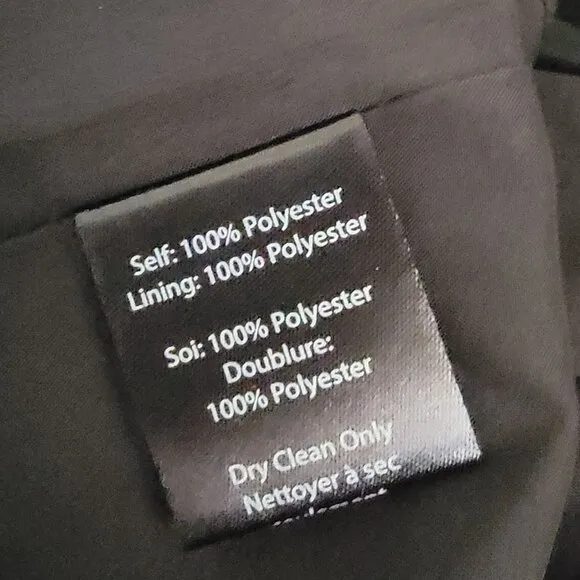 Self: 100% Polyester
Lining: 100% Polyester
Soi: 100% Polyester
Doublure:
100% Polyester
Dry Clean Only
Nettoyer à sec